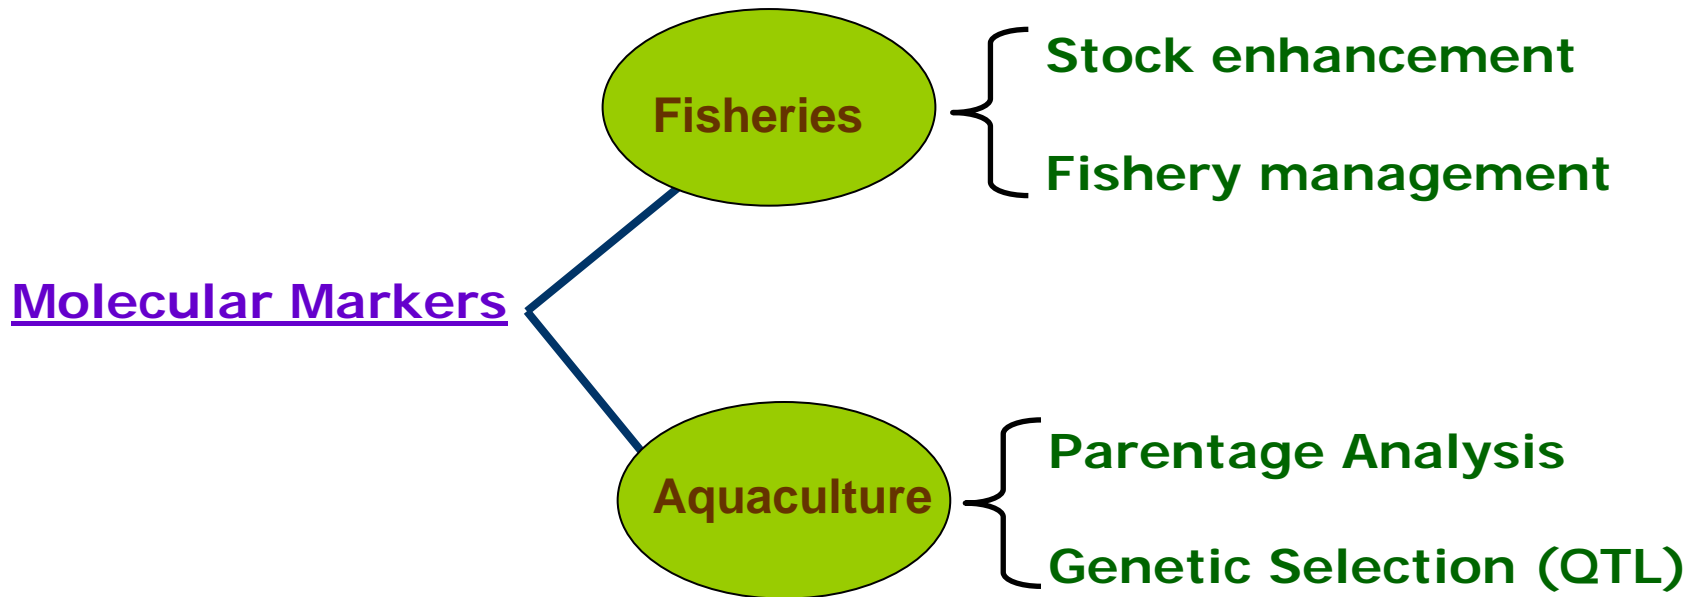 Stock enhancement
Fisheries
Fishery management
Molecular Markers
Parentage Analysis
Aquaculture
Genetic Selection (QTL)